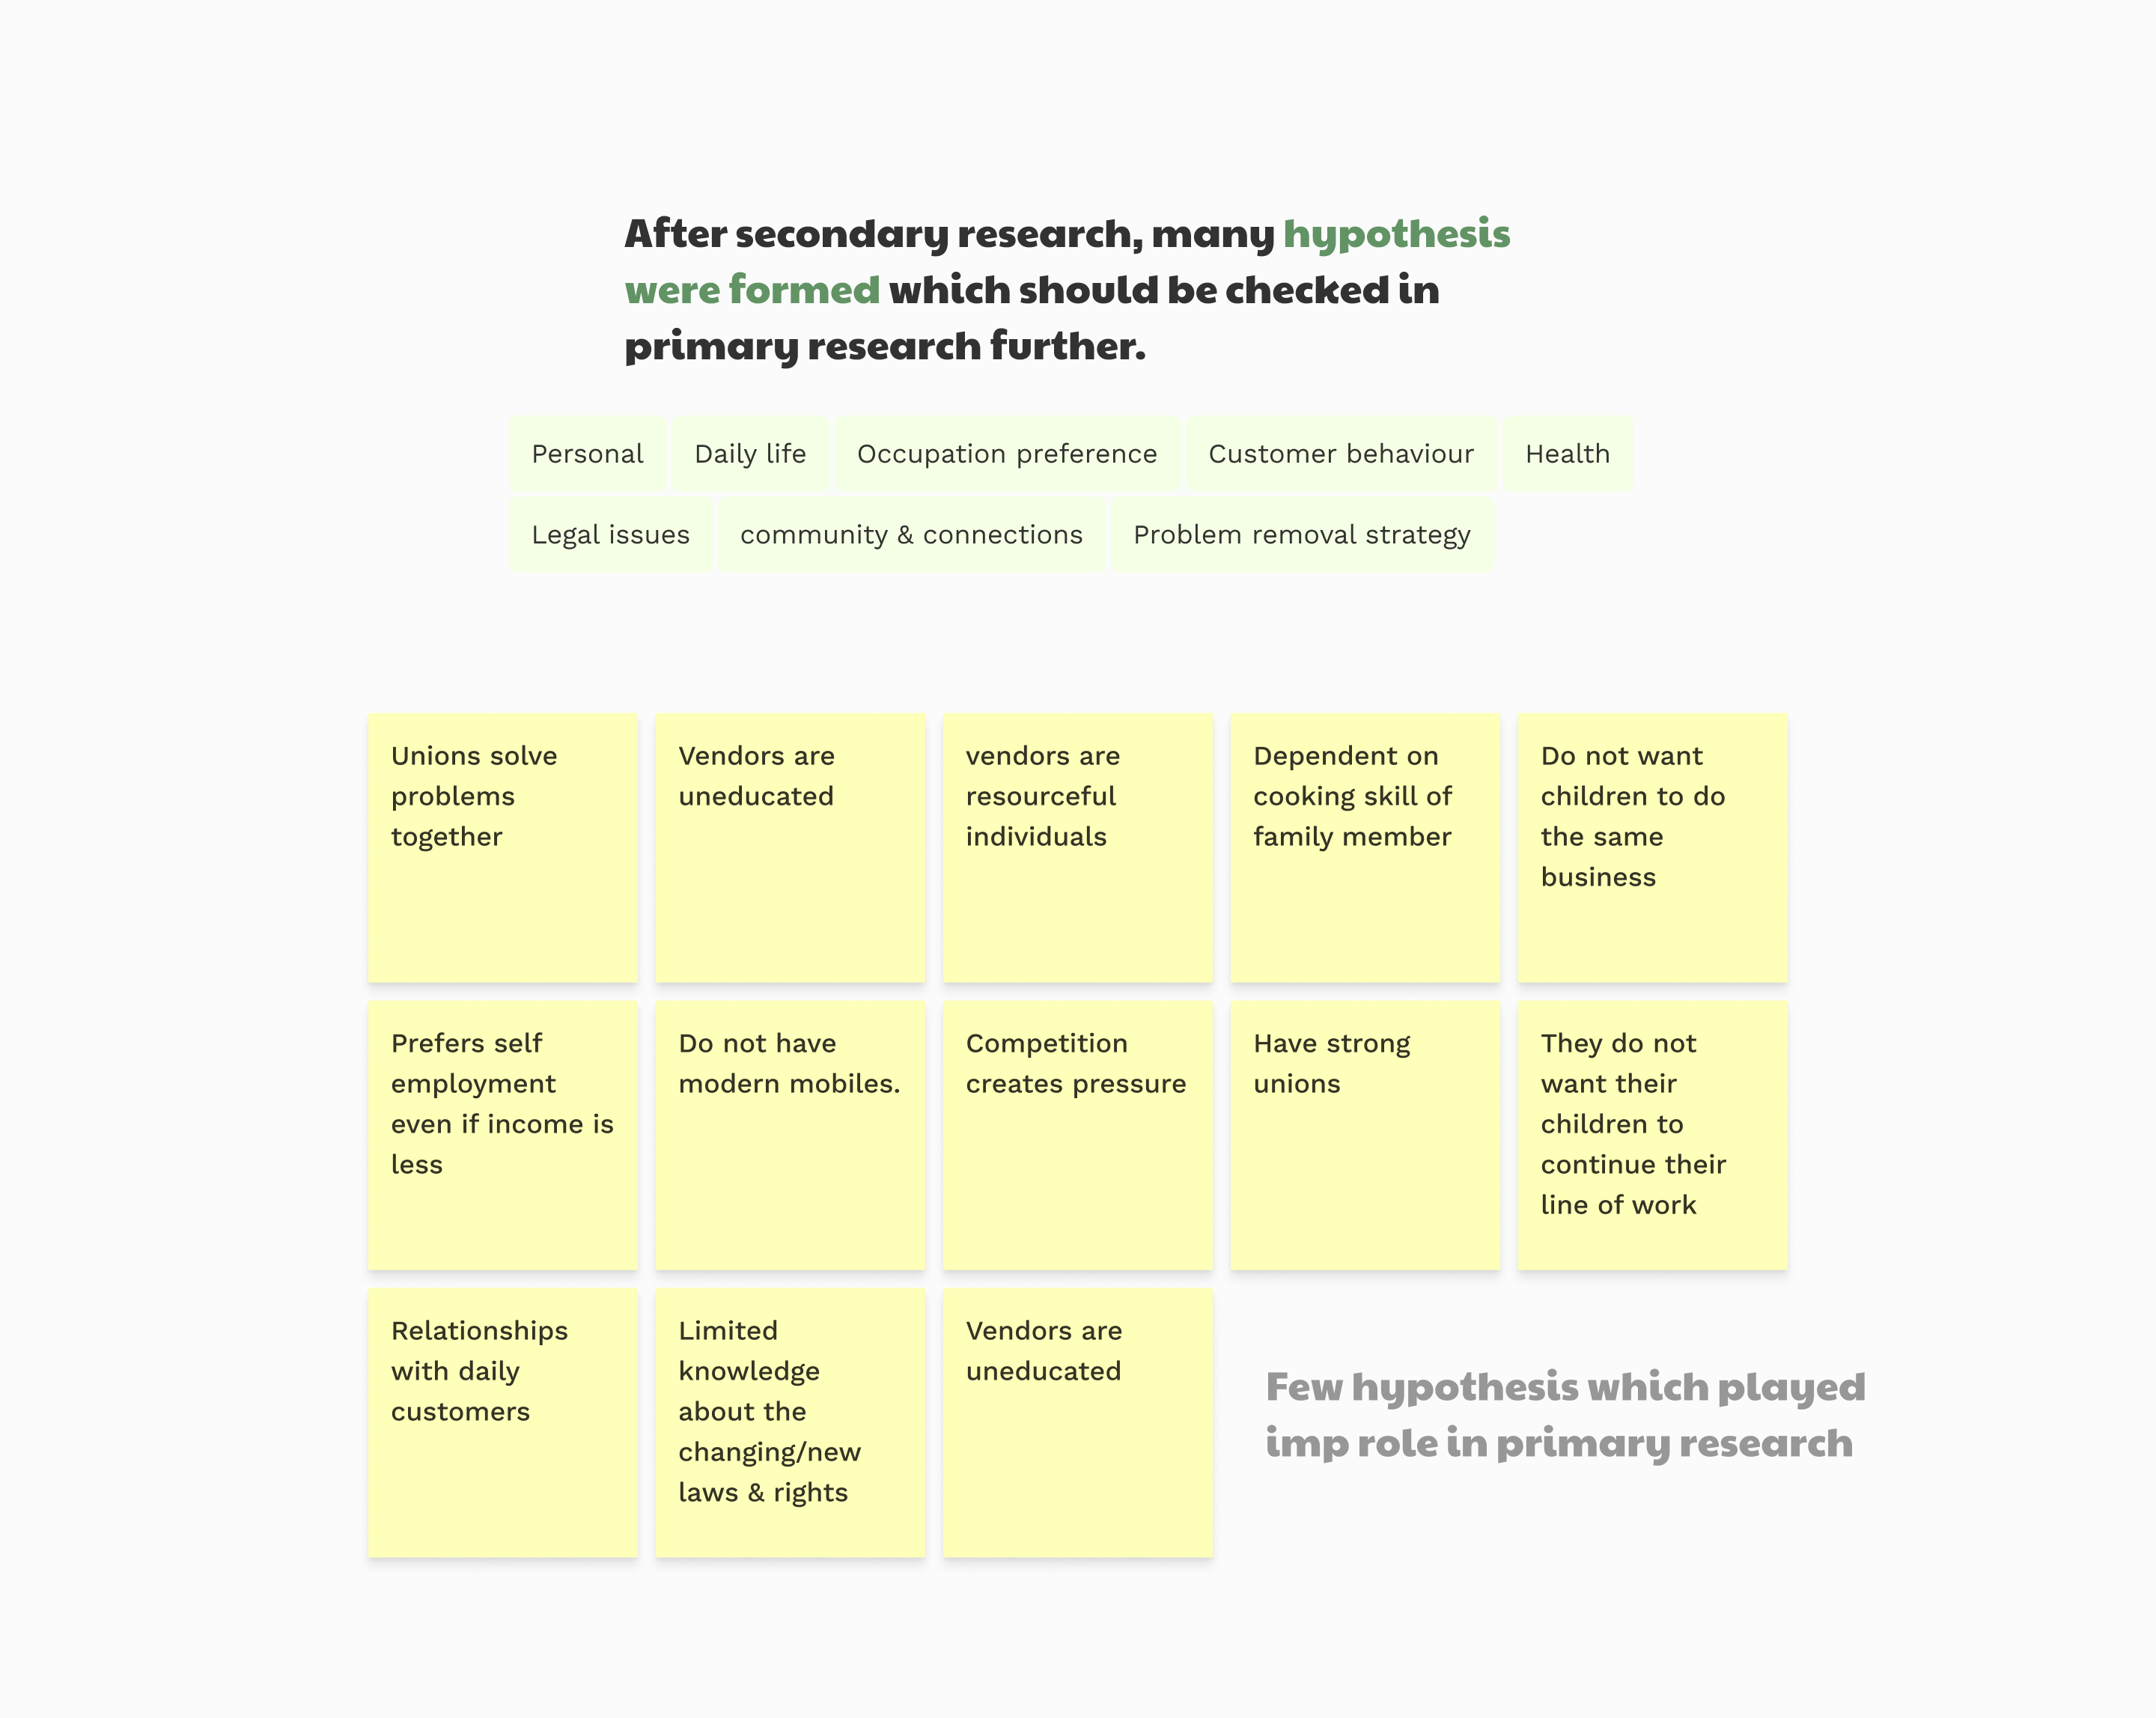 After secondary research, many hypothesis
were formed which should be checked in
primary research further.
Personal
Daily life
Occupation preference
Customer behaviour
Health
Legal issues
community & connections
Problem removal strategy
Unions solve
problems
together
Vendors are
uneducated
vendors are
resourceful
individuals
Dependent on
cooking skill of
family member
Do not want
children to do
the same
business
Prefers self
employment
even if income is
less
Do not have
modern mobiles.
Competition
creates pressure
Have strong
unions
They do not
want their
children to
continue their
line of work
Relationships
with daily
customers
Limited
knowledge
about the
changing/new
laws & rights
Vendors are
uneducated
Few hypothesis which played
imp role in primary research